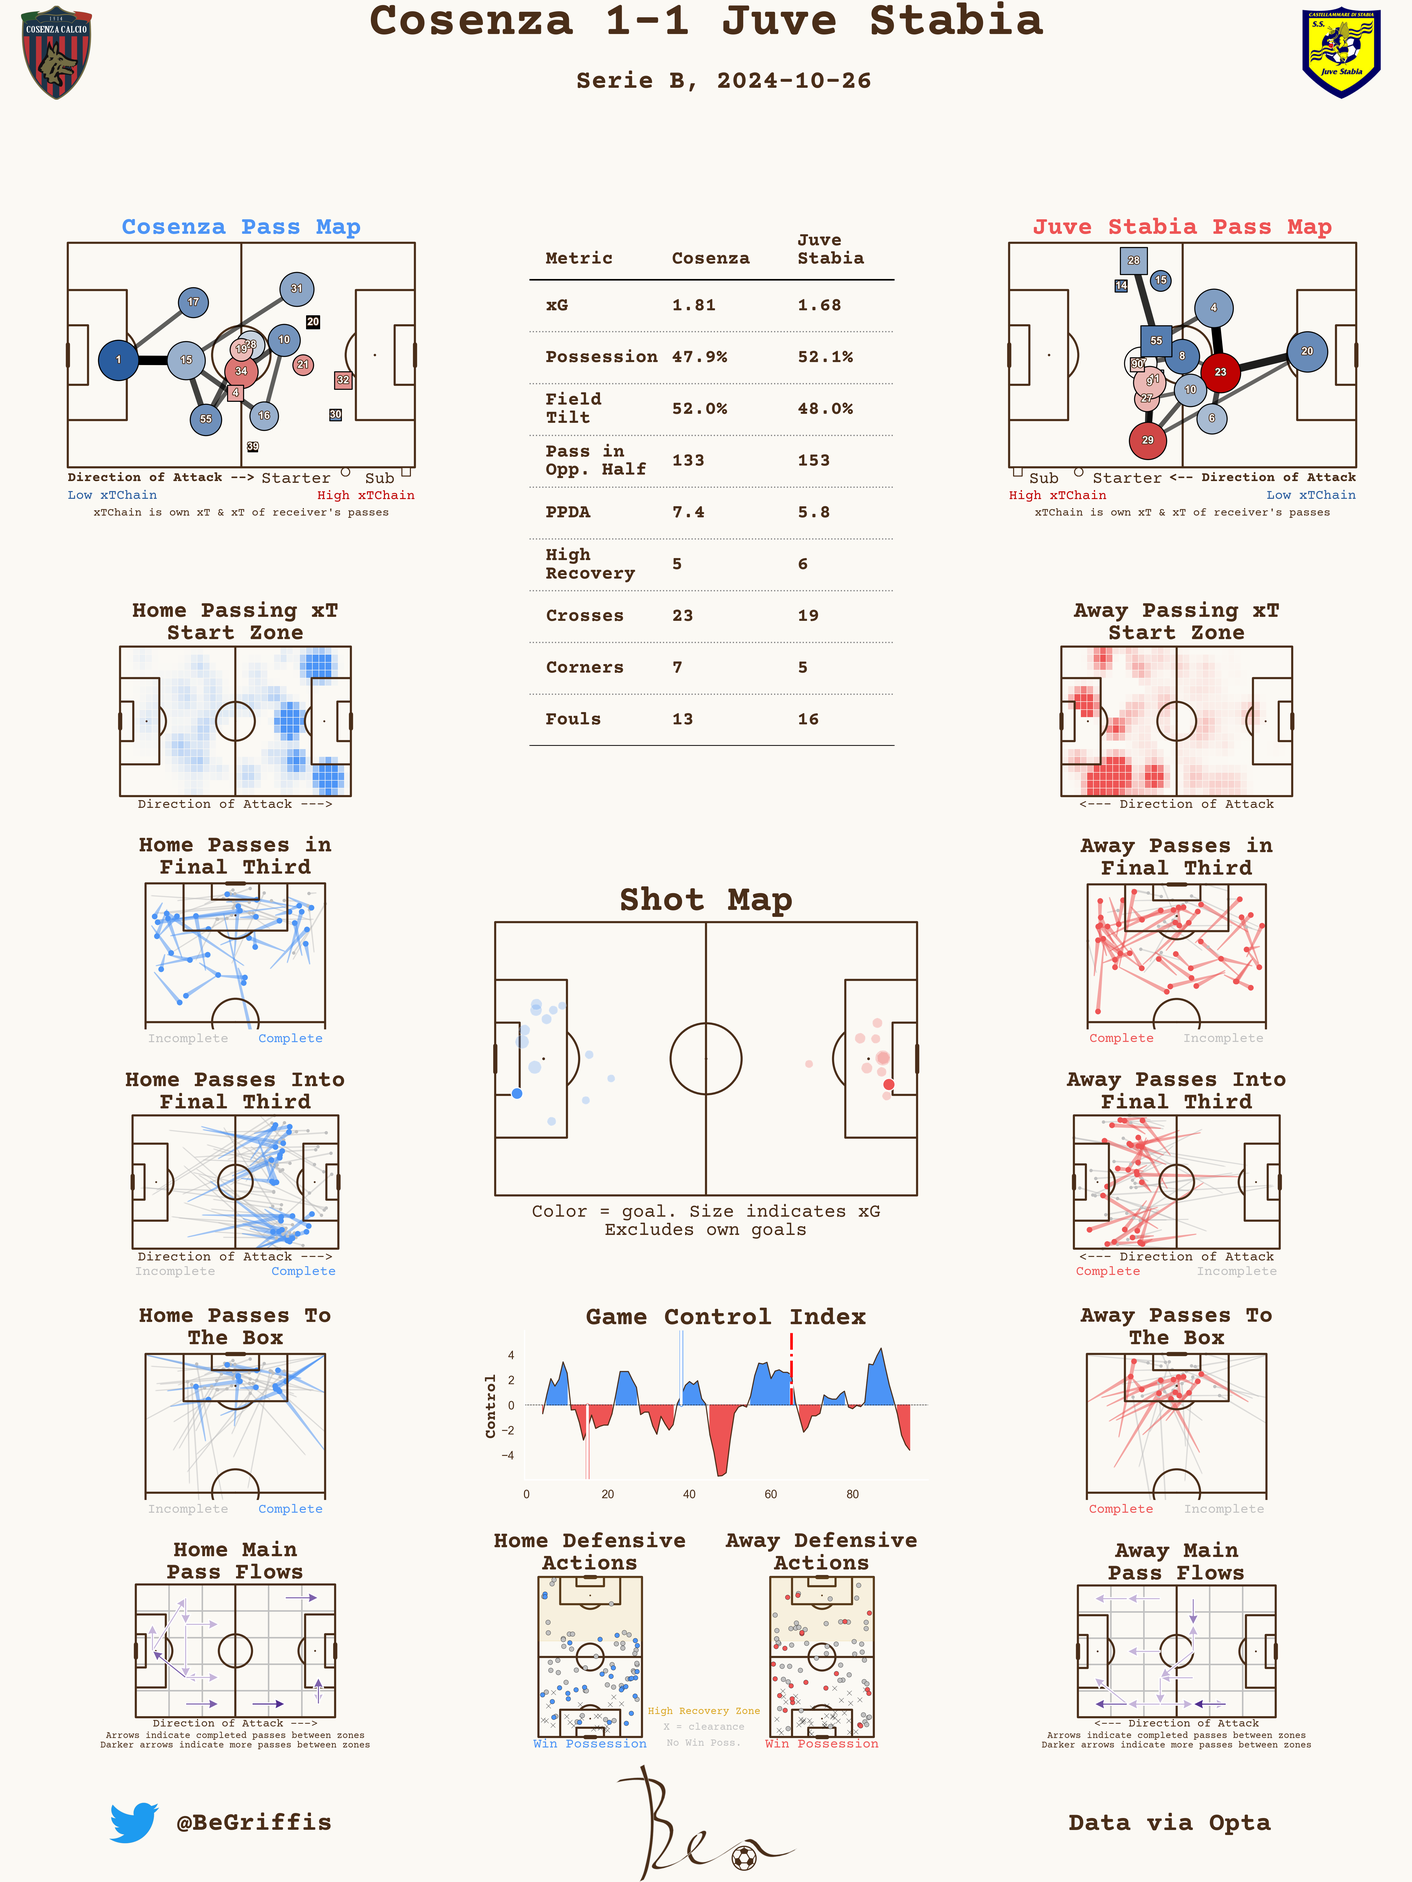 Cosenza 1-1 Juve Stabia
Serie B, 2024-10-26
1914
COSENZA CALCIO
CASTELLAMMARE DI STABIA
S.S.
Juve Stabia
Cosenza Pass Map
17
31
20
1
15
19
28
10
21
34
32
4
55
16
30
39
Direction of Attack --> Starter Sub
Low xTChain High xTChain
xTChain is own xT & xT of receiver's passes
Metric Cosenza Juve Stabia
xG 1.81 1.68
Possession 47.9% 52.1%
Field Tilt 52.0% 48.0%
Pass in Opp. Half 133 153
PPDA 7.4 5.8
High Recovery 5 6
Crosses 23 19
Corners 7 5
Fouls 13 16
Juve Stabia Pass Map
28
14
15
4
55
8
20
90
23
9
11
10
27
6
29
Sub Starter <-- Direction of Attack
High xTChain Low xTChain
xTChain is own xT & xT of receiver's passes
Home Passing xT
Start Zone
Direction of Attack --->
Away Passing xT
Start Zone
<--- Direction of Attack
Home Passes in
Final Third
Incomplete Complete
Away Passes in
Final Third
Complete Incomplete
Shot Map
Color = goal. Size indicates xG
Excludes own goals
Home Passes Into
Final Third
Direction of Attack --->
Incomplete Complete
Away Passes Into
Final Third
<--- Direction of Attack
Complete Incomplete
Home Passes To
The Box
Incomplete Complete
Game Control Index
Control
4
2
0
−2
−4
0 20 40 60 80
Away Passes To
The Box
Complete Incomplete
Home Main
Pass Flows
Direction of Attack --->
Arrows indicate completed passes between zones
Darker arrows indicate more passes between zones
Home Defensive
Actions
Win Possession
High Recovery Zone
X = clearance
No Win Poss.
Away Defensive
Actions
Win Possession
Away Main
Pass Flows
<--- Direction of Attack
Arrows indicate completed passes between zones
Darker arrows indicate more passes between zones
@BeGriffis
Ben
Data via Opta